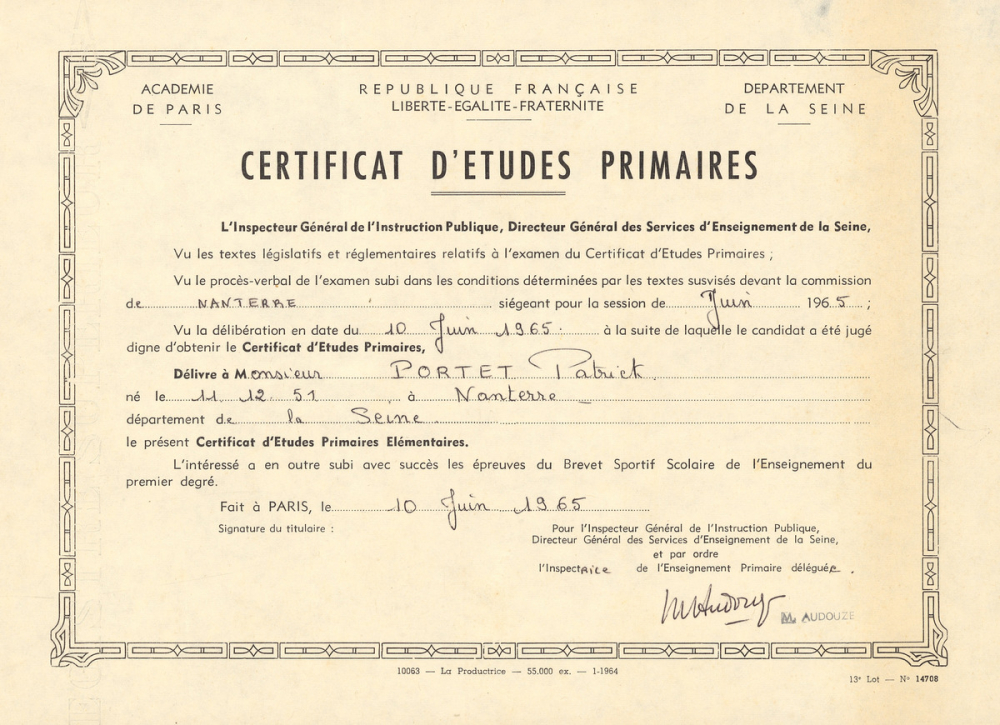 ACADEMIE
DE PARIS
REPUBLIQUE FRANÇAISE
LIBERTE-EGALITE-FRATERNITE
DEPARTEMENT
DE LA SEINE
CERTIFICAT D'ETUDES PRIMAIRES
L'Inspecteur Général de l'Instruction Publique, Directeur Général des Services d'Enseignement de la Seine,
Vu les textes législatifs et réglementaires relatifs à l'examen du Certificat d'Etudes Primaires ;
Vu le procès-verbal de l'examen subi dans les conditions déterminées par les textes susvisés devant la commission
de NANTERRE siégeant pour la session de Juin 1965 ;
Vu la délibération en date du 10 Juin 1965 à la suite de laquelle le candidat a été jugé
digne d'obtenir le Certificat d'Etudes Primaires,
Délivre à Monsieur PORTET Patrick
né le 11 12 51 à Nanterre
département de la Seine
le présent Certificat d'Etudes Primaires Elémentaires.
L'intéressé a en outre subi avec succès les épreuves du Brevet Sportif Scolaire de l'Enseignement du
premier degré.
Fait à PARIS, le 10 Juin 1965
Signature du titulaire :
Pour l'Inspecteur Général de l'Instruction Publique,
Directeur Général des Services d'Enseignement de la Seine,
et par ordre
l'Inspectrice de l'Enseignement Primaire déléguée.
M. AUDOUZE
10063 — La Productrice — 55.000 ex. — 1-1964
13e Lot — No 14708